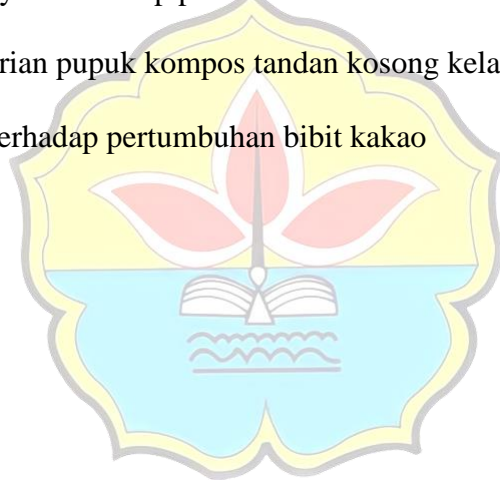 rian pupuk kompos tandan kosong kela
erhadap pertumbuhan bibit kakao